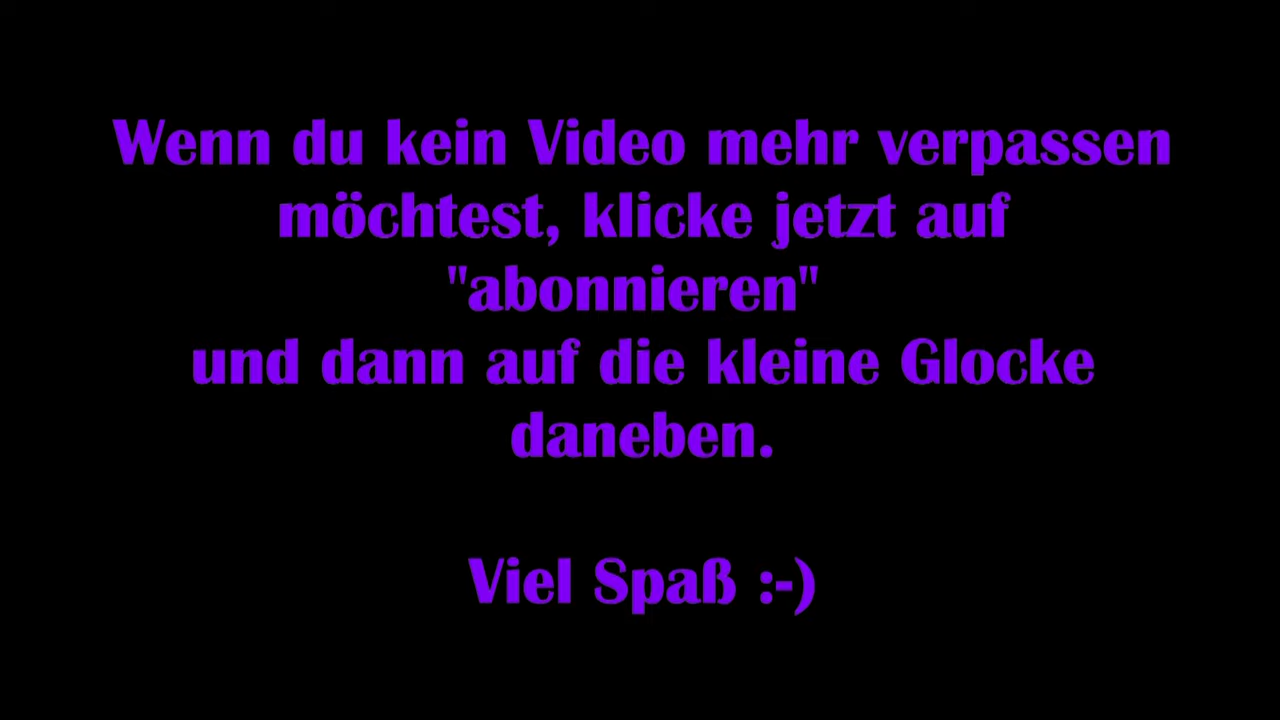 Wenn du kein Video mehr verpassen
möchtest, klicke jetzt auf
"abonnieren"
und dann auf die kleine Glocke
daneben.
Viel Spaß :-)